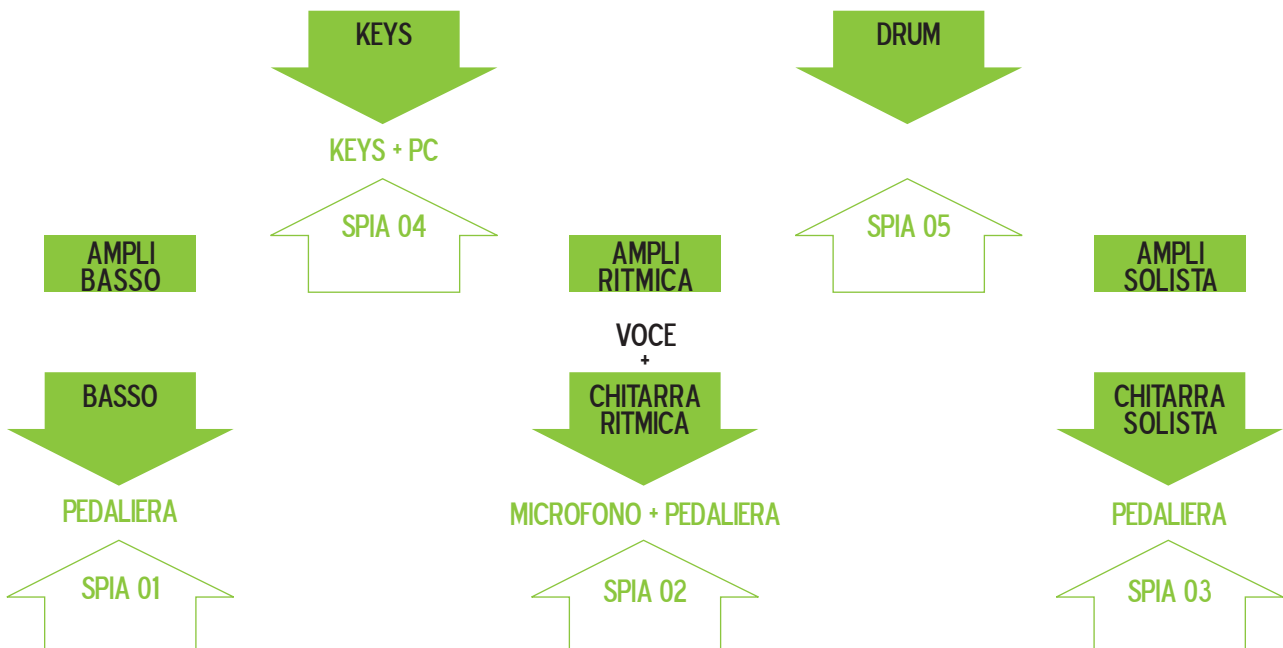 KEYS
DRUM
KEYS + PC
SPIA 04
SPIA 05
AMPLI
BASSO
AMPLI
RITMICA
AMPLI
SOLISTA
VOCE
+
BASSO
CHITARRA
RITMICA
CHITARRA
SOLISTA
PEDALIERA
MICROFONO + PEDALIERA
PEDALIERA
SPIA 01
SPIA 02
SPIA 03